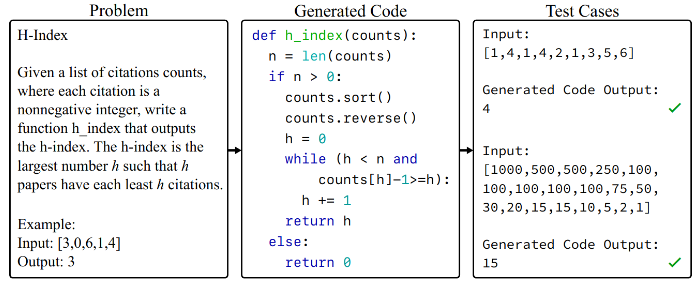 Problem
H-Index
Given a list of citations counts,
where each citation is a
nonnegative integer, write a
function h_index that outputs
the h-index. The h-index is the
largest number h such that h
papers have each least h citations.
Example:
Input: [3,0,6,1,4]
Output: 3
Generated Code
def h_index(counts):
n = len(counts)
if n > 0:
counts.sort()
counts.reverse()
h = 0
while (h < n and
counts[h]-1>=h):
h += 1
return h
else:
return 0
Test Cases
Input:
[1,4,1,4,2,1,3,5,6]
Generated Code Output:
4
Input:
[1000,500,500,250,100,
100,100,100,100,75,50,
30,20,15,15,10,5,2,1]
Generated Code Output:
15